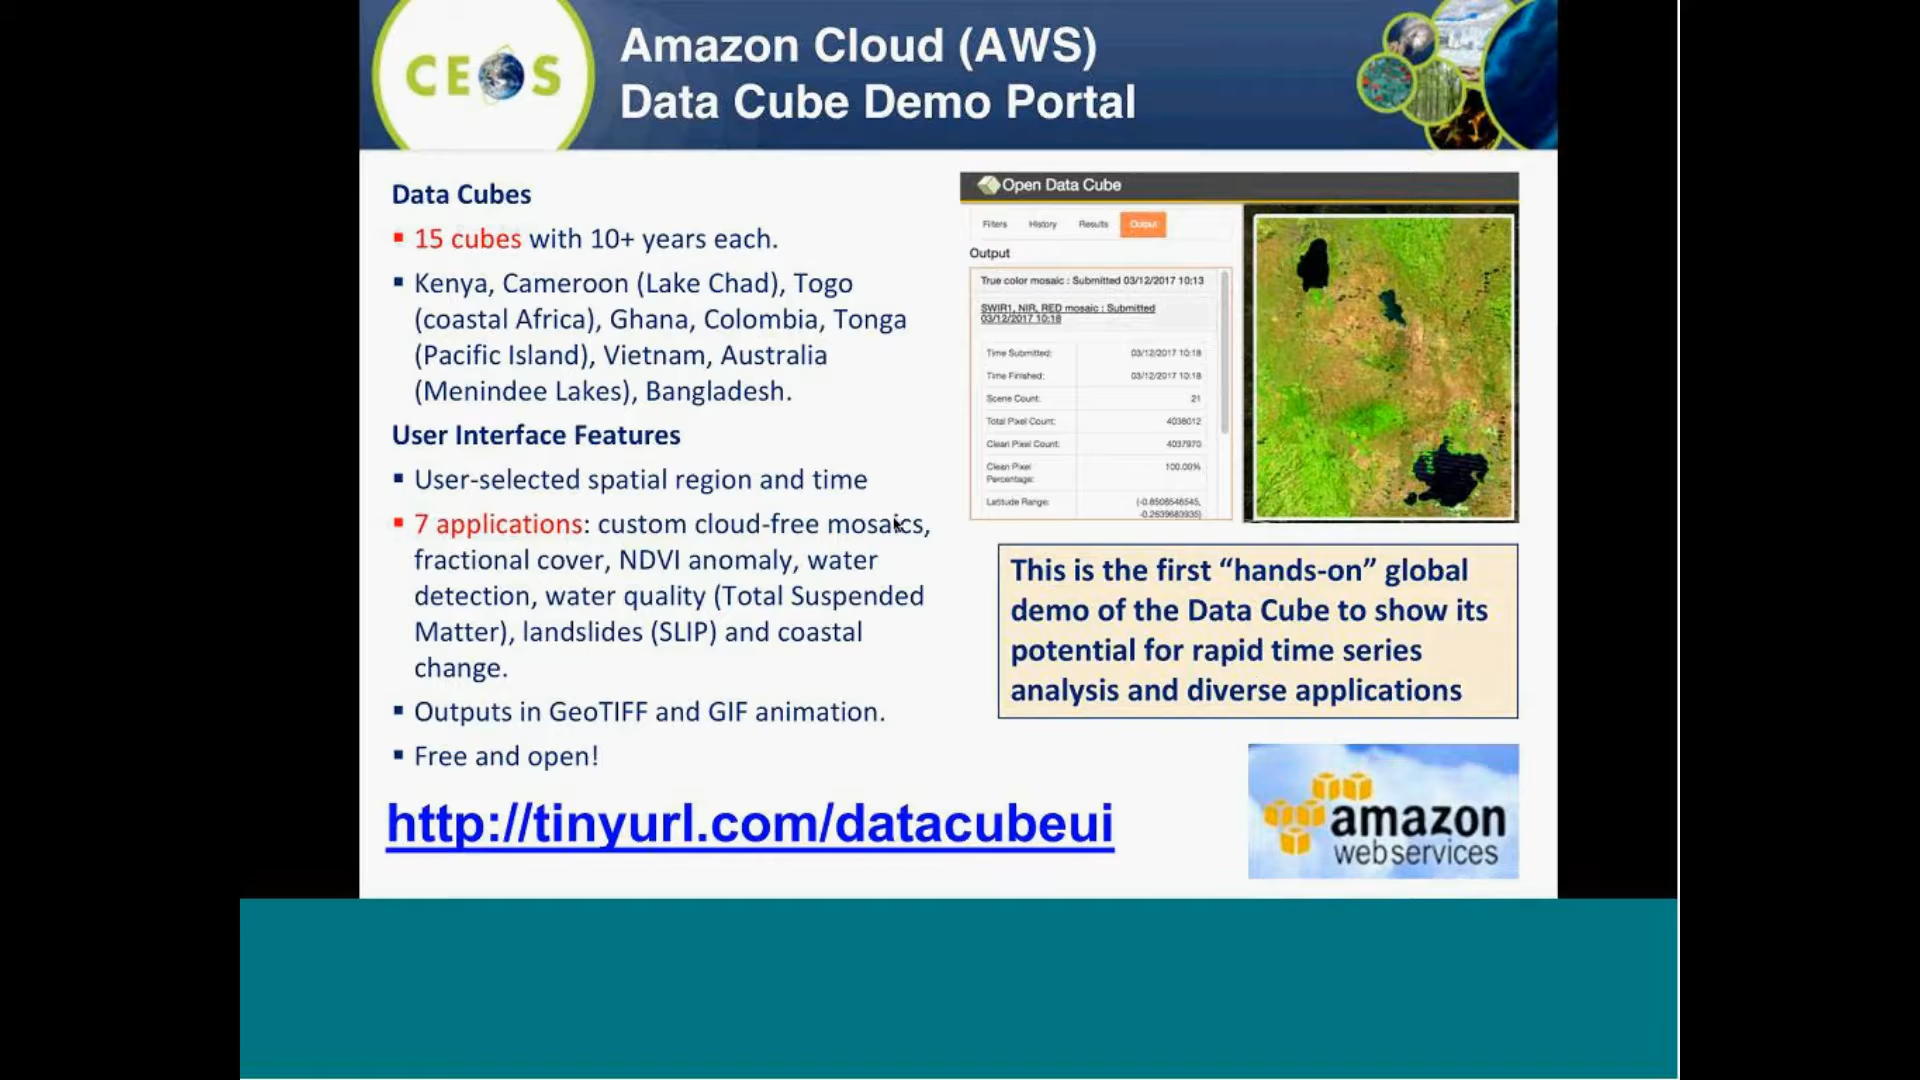 CEOS
Amazon Cloud (AWS)
Data Cube Demo Portal
Data Cubes
15 cubes with 10+ years each.
Kenya, Cameroon (Lake Chad), Togo
(coastal Africa), Ghana, Colombia, Tonga
(Pacific Island), Vietnam, Australia
(Menindee Lakes), Bangladesh.
User Interface Features
User-selected spatial region and time
7 applications: custom cloud-free mosaics,
fractional cover, NDVI anomaly, water
detection, water quality (Total Suspended
Matter), landslides (SLIP) and coastal
change.
Outputs in GeoTIFF and GIF animation.
Free and open!
http://tinyurl.com/datacubeui
Open Data Cube
Filters History Results Output
Output
True color mosaic : Submitted 03/12/2017 10:13
SWIR1, NIR, RED mosaic : Submitted
03/12/2017 10:18
Time Submitted: 03/12/2017 10:18
Time Finished: 03/12/2017 10:18
Scene Count: 21
Total Pixel Count: 4038012
Clean Pixel Count: 4037970
Clean Pixel
Percentage: 100.00%
Latitude Range:
This is the first “hands-on” global
demo of the Data Cube to show its
potential for rapid time series
analysis and diverse applications
amazon
webservices